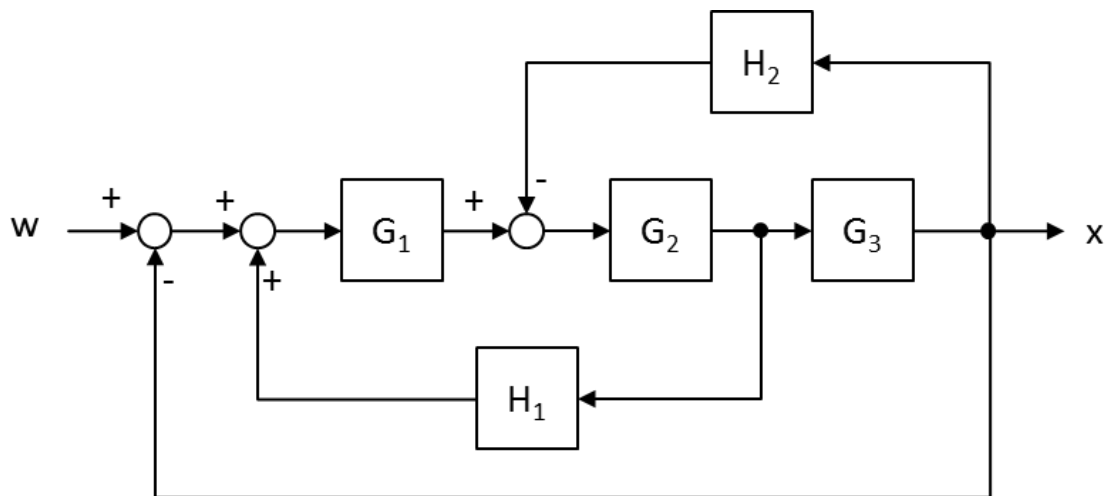 H₂
-
+ + +
w G₁ G₂ G₃ x
- +
H₁